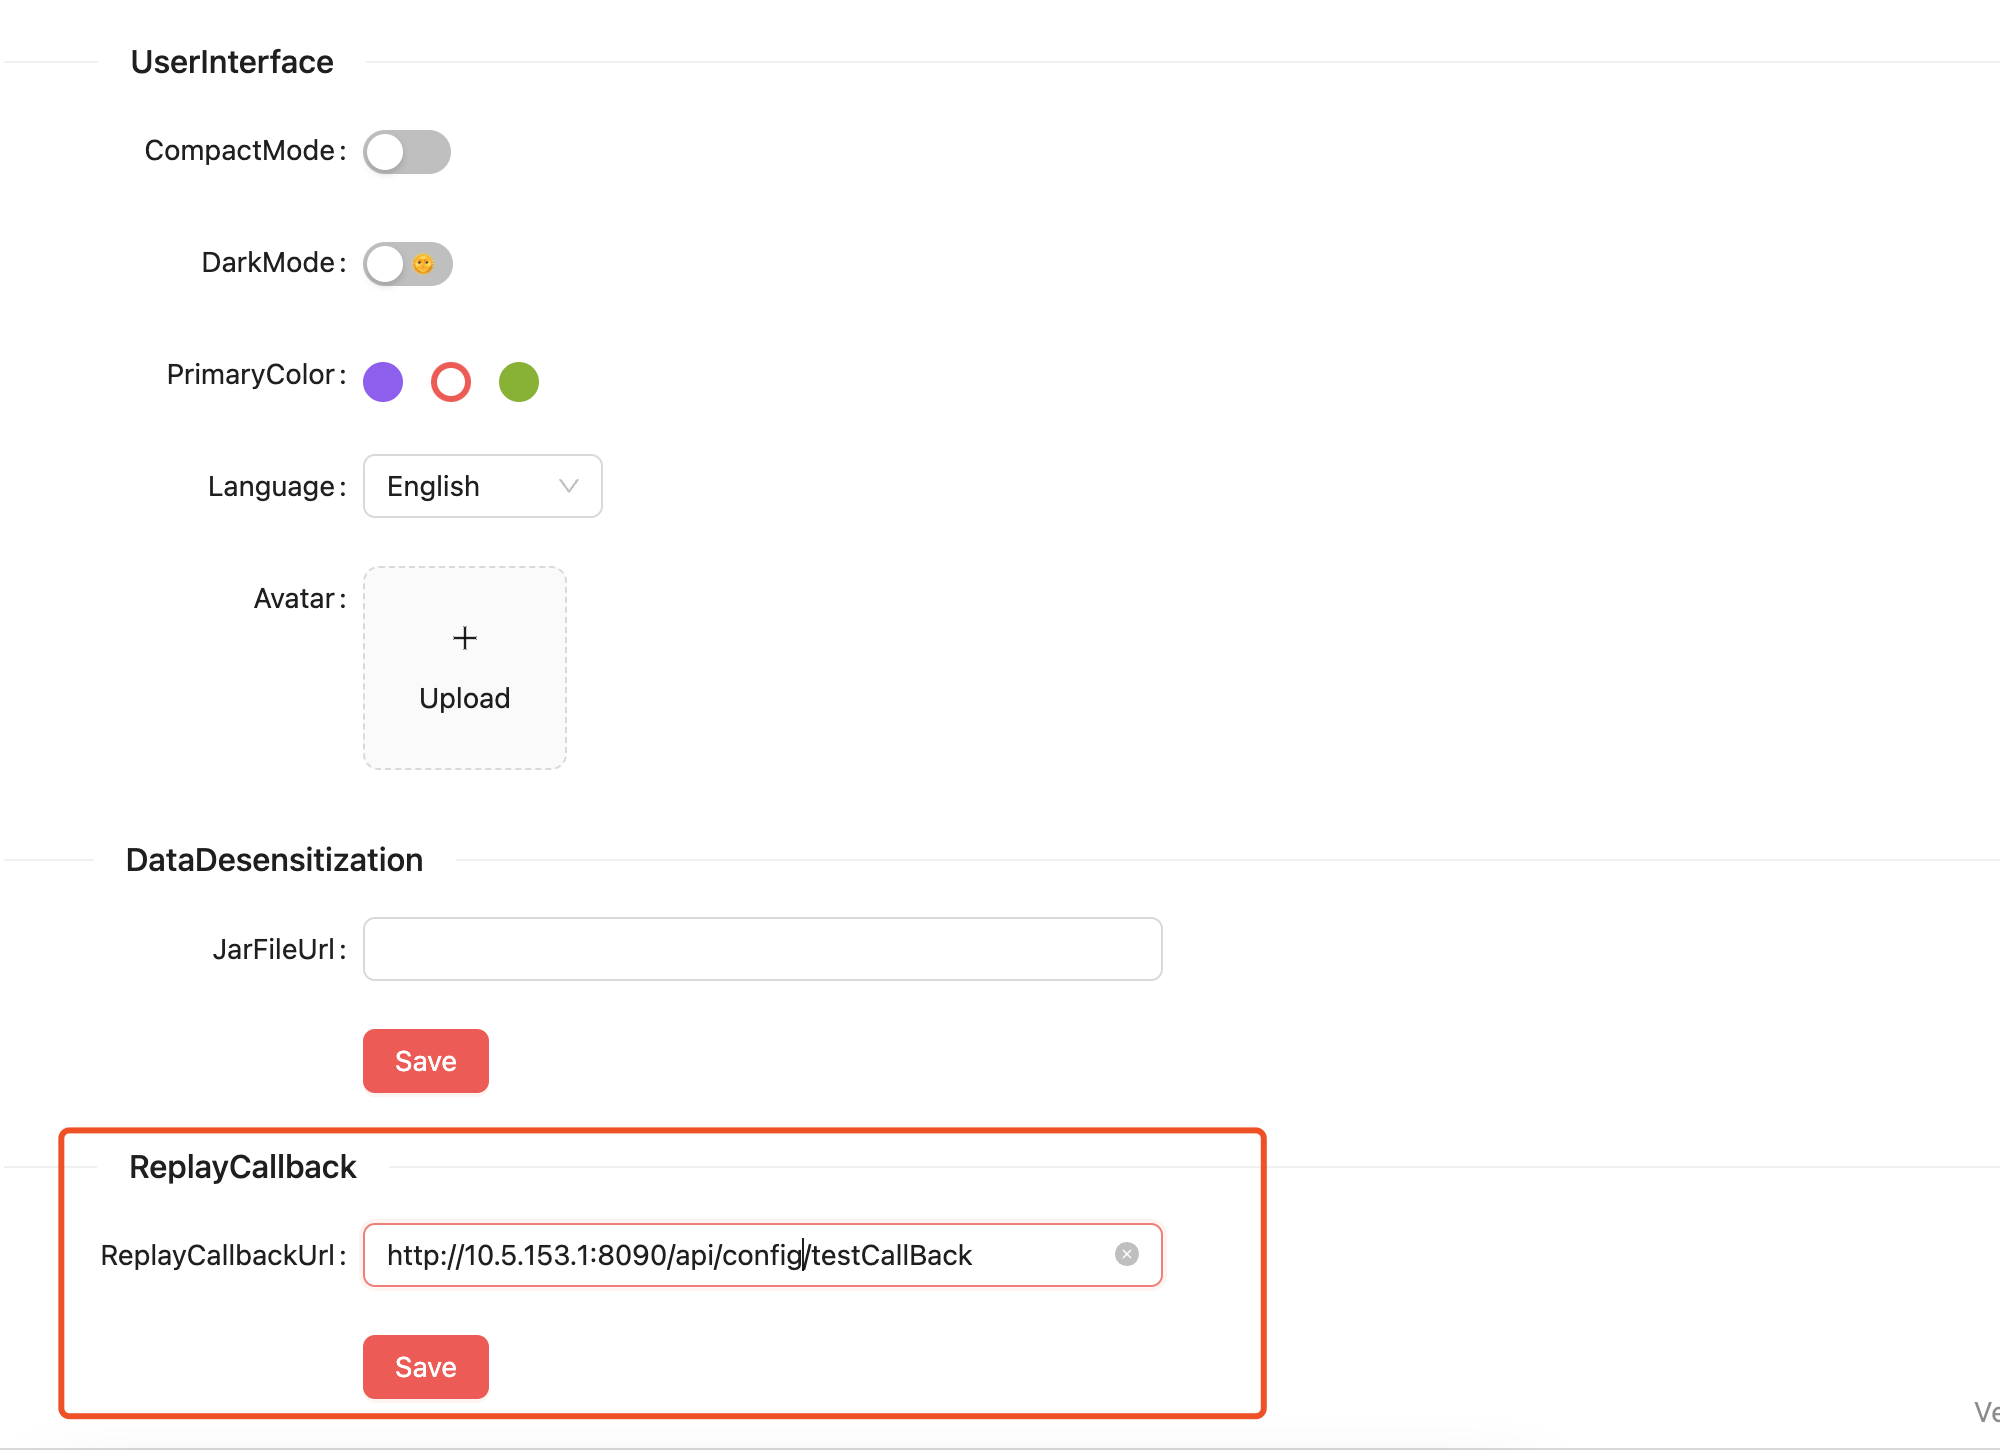 UserInterface
CompactMode:
DarkMode:
PrimaryColor:
Language: English
Avatar:
Upload
DataDesensitization
JarFileUrl:
Save
ReplayCallback
ReplayCallbackUrl: http://10.5.153.1:8090/api/config/testCallBack
Save